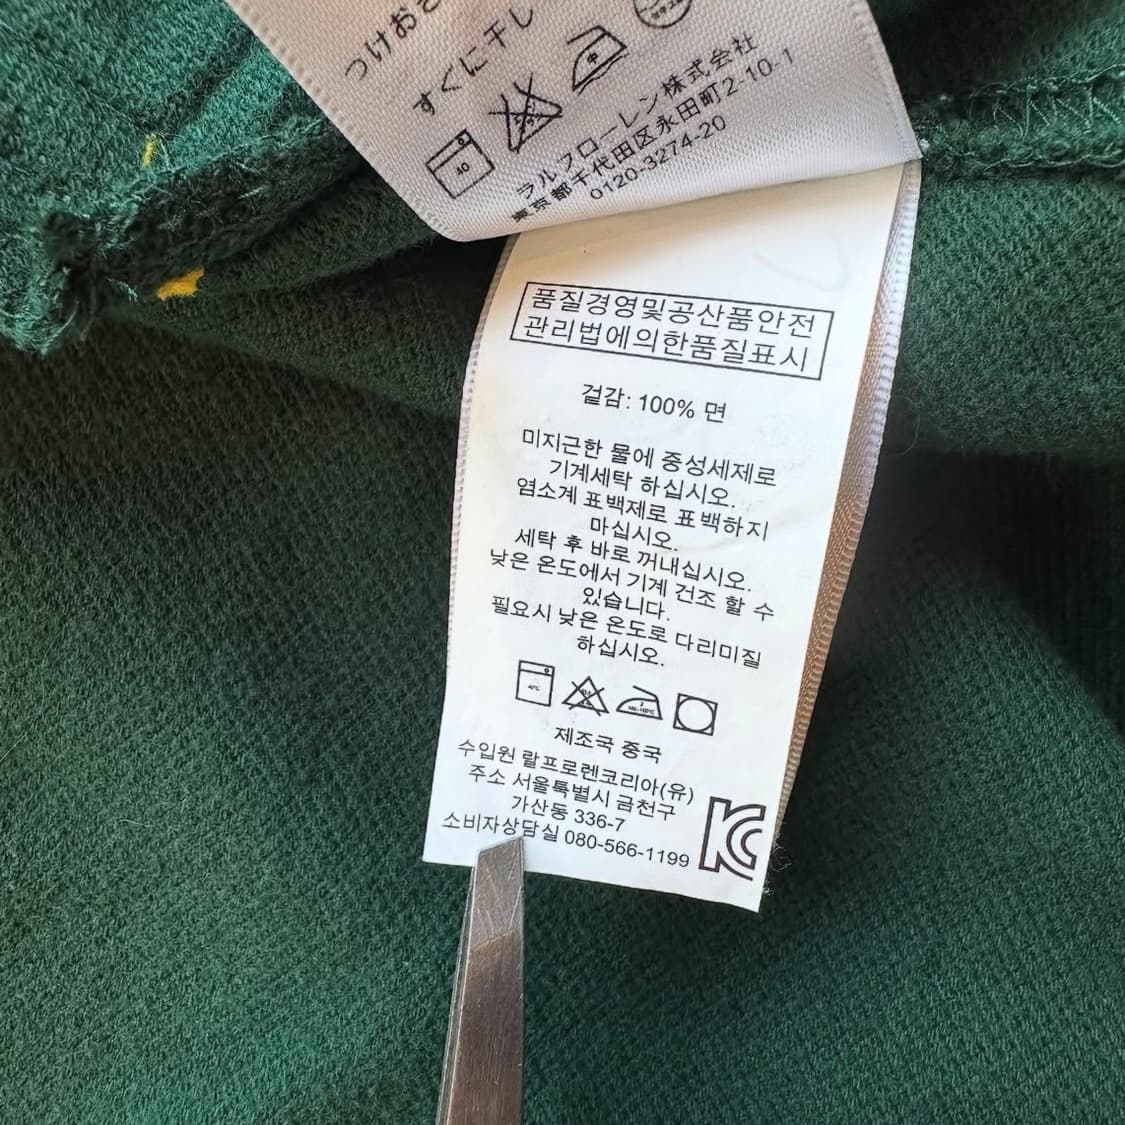 つけおき
すぐに干し
40
中
ラルフローレン株式会社
東京都千代田区永田町2-10-1
0120-3274-20
품질경영및공산품안전
관리법에의한품질표시
겉감: 100% 면
미지근한 물에 중성세제로
기계세탁 하십시오.
염소계 표백제로 표백하지
마십시오.
세탁 후 바로 꺼내십시오.
낮은 온도에서 기계 건조 할 수
있습니다.
필요시 낮은 온도로 다리미질
하십시오.
40℃
제조국 중국
수입원 랄프로렌코리아(유)
주소 서울특별시 금천구
가산동 336-7
소비자상담실 080-566-1199
KC